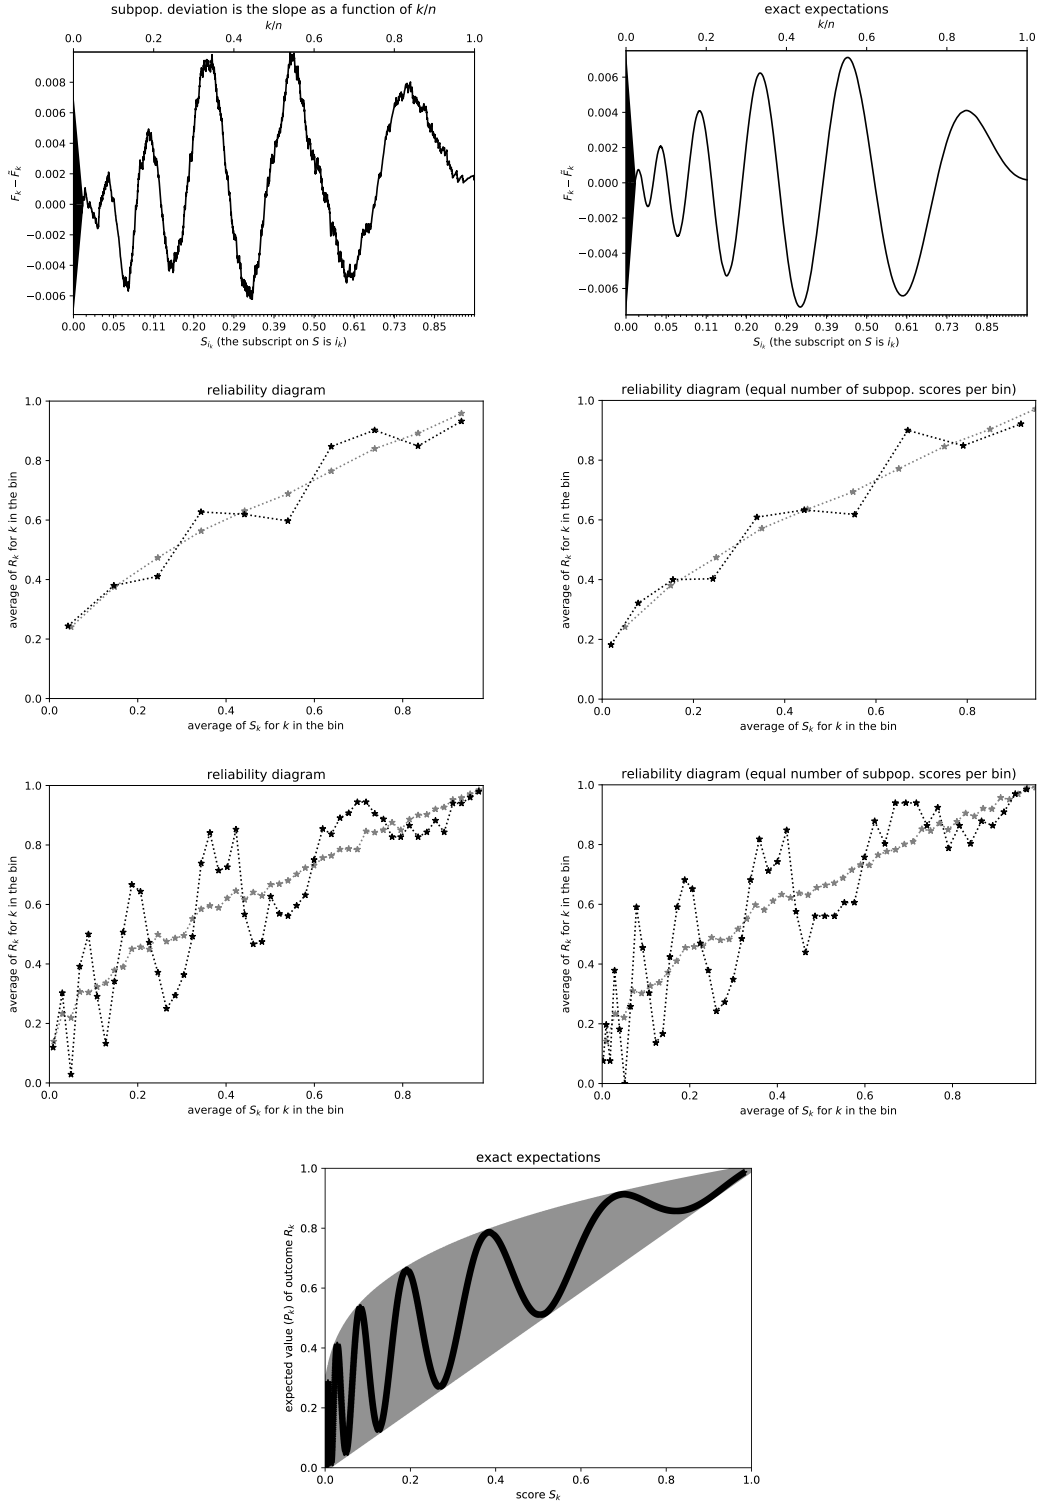 subpop. deviation is the slope as a function of k/n
k/n
0.0 0.2 0.4 0.6 0.8 1.0
0.008
0.006
0.004
0.002
0.000
−0.002
−0.004
−0.006
F_k − F̃_k
0.00 0.05 0.11 0.20 0.29 0.39 0.50 0.61 0.73 0.85
S_{i_k} (the subscript on S is i_k)
exact expectations
k/n
0.0 0.2 0.4 0.6 0.8 1.0
0.006
0.004
0.002
0.000
−0.002
−0.004
−0.006
F_k − F̃_k
0.00 0.05 0.11 0.20 0.29 0.39 0.50 0.61 0.73 0.85
S_{i_k} (the subscript on S is i_k)
reliability diagram
1.0
0.8
0.6
0.4
0.2
0.0
average of R_k for k in the bin
0.0 0.2 0.4 0.6 0.8
average of S_k for k in the bin
reliability diagram (equal number of subpop. scores per bin)
1.0
0.8
0.6
0.4
0.2
0.0
average of R_k for k in the bin
0.0 0.2 0.4 0.6 0.8
average of S_k for k in the bin
reliability diagram
1.0
0.8
0.6
0.4
0.2
0.0
average of R_k for k in the bin
0.0 0.2 0.4 0.6 0.8
average of S_k for k in the bin
reliability diagram (equal number of subpop. scores per bin)
1.0
0.8
0.6
0.4
0.2
0.0
average of R_k for k in the bin
0.0 0.2 0.4 0.6 0.8
average of S_k for k in the bin
exact expectations
1.0
0.8
0.6
0.4
0.2
0.0
expected value (P_k) of outcome R_k
0.0 0.2 0.4 0.6 0.8 1.0
score S_k